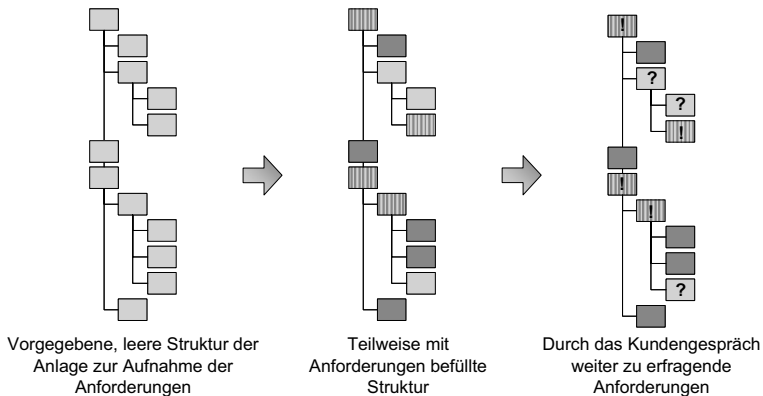 !
?
?
!
!
!
?
Vorgegebene, leere Struktur der
Anlage zur Aufnahme der
Anforderungen
Teilweise mit
Anforderungen befüllte
Struktur
Durch das Kundengespräch
weiter zu erfragende
Anforderungen